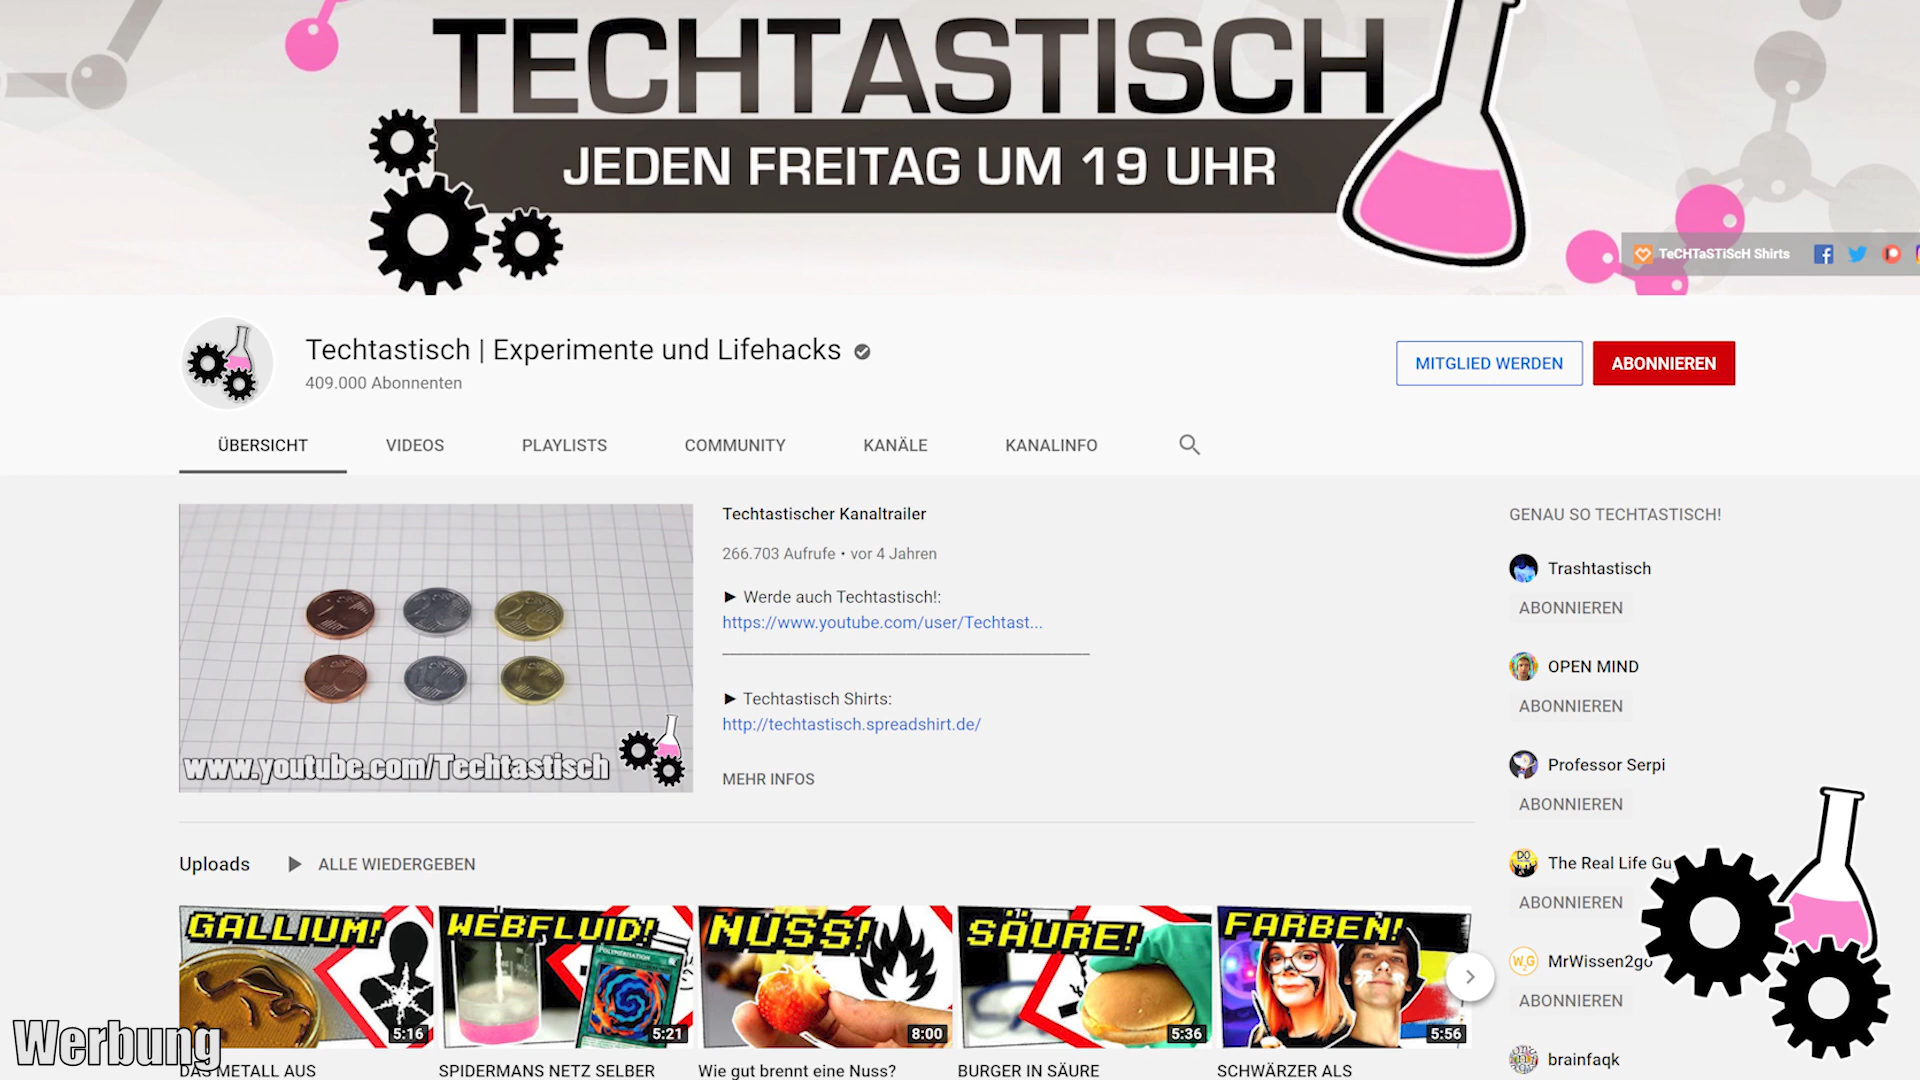 TECHTASTISCH
JEDEN FREITAG UM 19 UHR
TeCHTaSTiScH Shirts
Techtastisch | Experimente und Lifehacks
409.000 Abonnenten
MITGLIED WERDEN
ABONNIEREN
ÜBERSICHT
VIDEOS
PLAYLISTS
COMMUNITY
KANÄLE
KANALINFO
www.youtube.com/Techtastisch
Techtastischer Kanaltrailer
266.703 Aufrufe • vor 4 Jahren
► Werde auch Techtastisch!:
https://www.youtube.com/user/Techtast...
► Techtastisch Shirts:
http://techtastisch.spreadshirt.de/
MEHR INFOS
GENAU SO TECHTASTISCH!
Trashtastisch
ABONNIEREN
OPEN MIND
ABONNIEREN
Professor Serpi
ABONNIEREN
The Real Life Gu
ABONNIEREN
MrWissen2go
ABONNIEREN
brainfaqk
Uploads
ALLE WIEDERGEBEN
GALLIUM!
5:16
WEBFLUID!
POLYMERISATION
5:21
NUSS!
8:00
SÄURE!
5:36
FARBEN!
5:56
DAS METALL AUS
SPIDERMANS NETZ SELBER
Wie gut brennt eine Nuss?
BURGER IN SÄURE
SCHWÄRZER ALS
Werbung